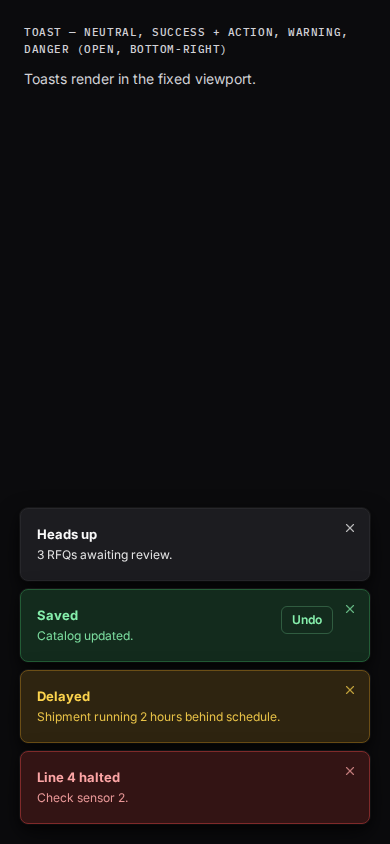 TOAST — NEUTRAL, SUCCESS + ACTION, WARNING,
DANGER (OPEN, BOTTOM-RIGHT)
Toasts render in the fixed viewport.
Heads up
3 RFQs awaiting review.
Saved
Catalog updated.
Undo
Delayed
Shipment running 2 hours behind schedule.
Line 4 halted
Check sensor 2.